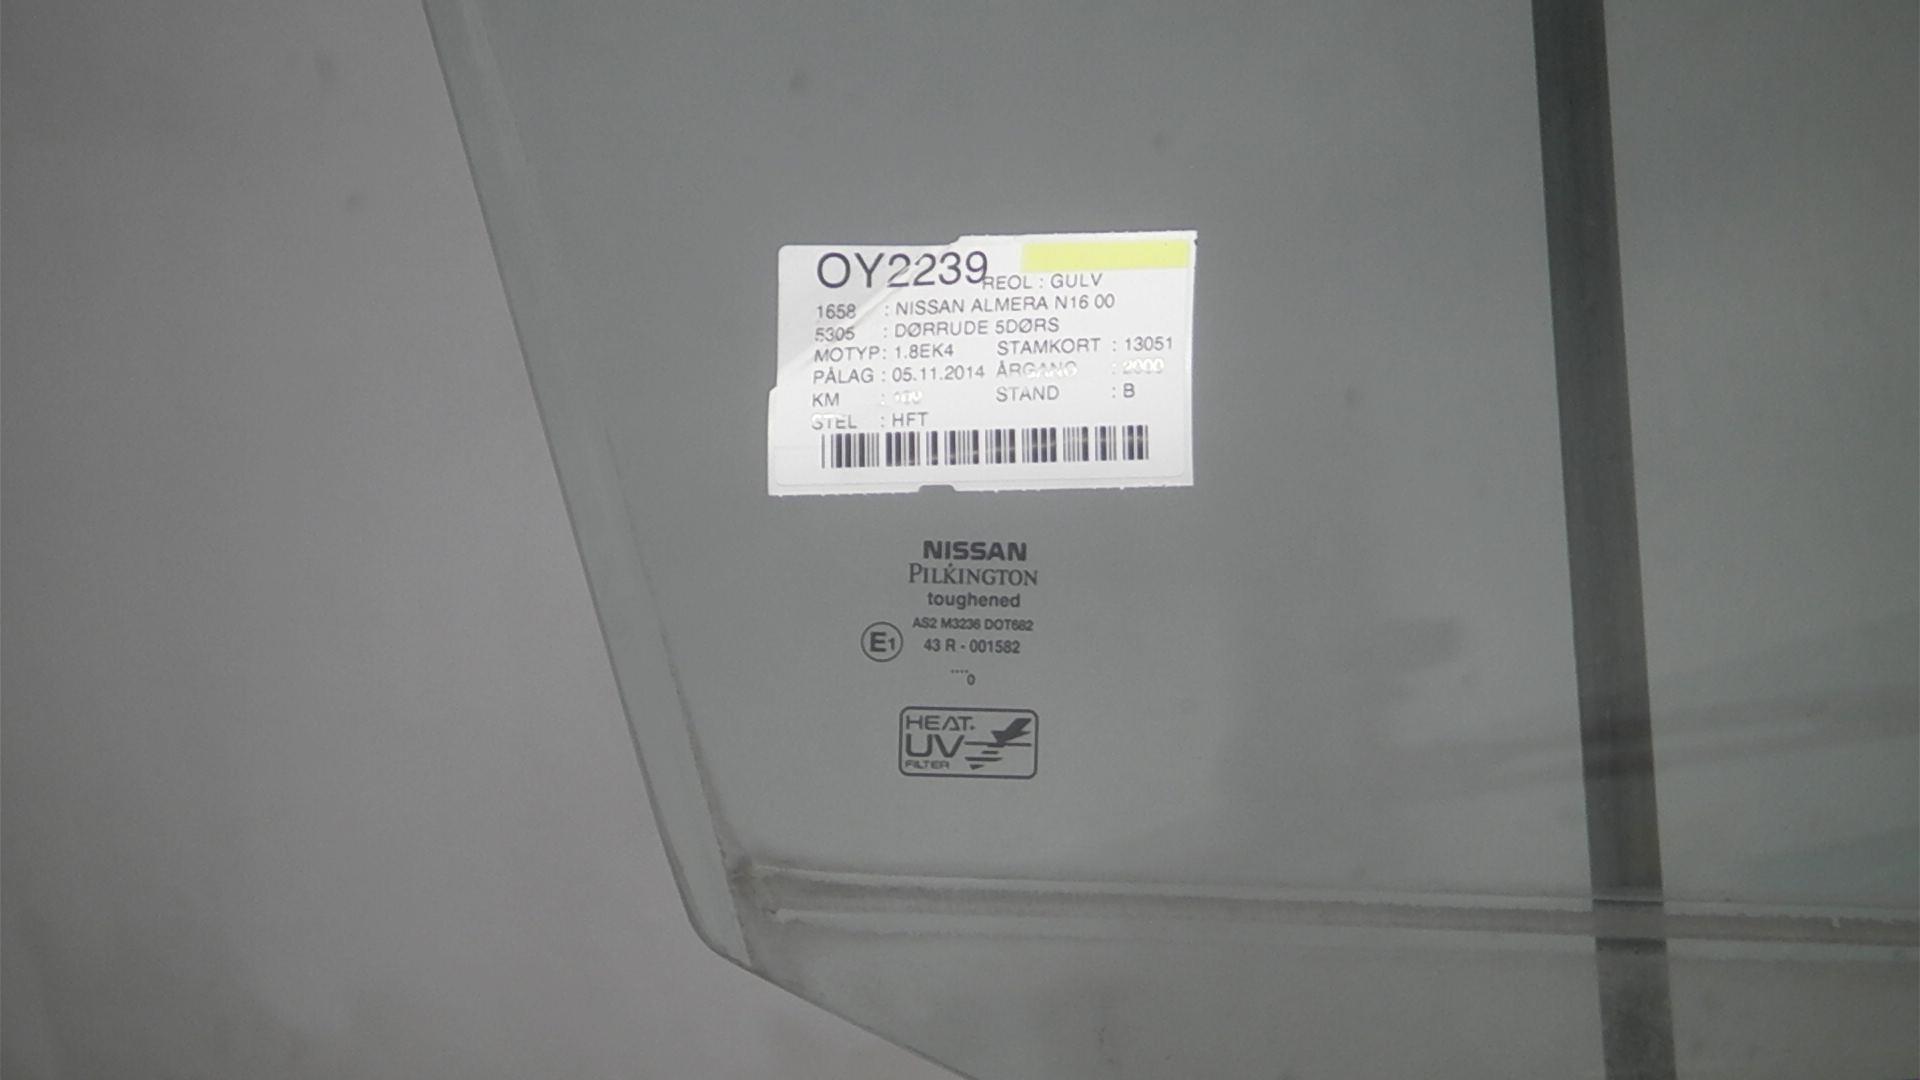 OY2239 REOL : GULV
1658 : NISSAN ALMERA N16 00
5305 : DØRRUDE 5DØRS
MOTYP : 1.8EK4 STAMKORT : 13051
PÅLAG : 05.11.2014 ÅRGANG : 2000
KM : STAND : B
STEL : HFT
NISSAN
PILKINGTON
toughened
AS2 M3236 DOT682
E1 43 R - 001582
....0
HEAT.
UV
FILTER